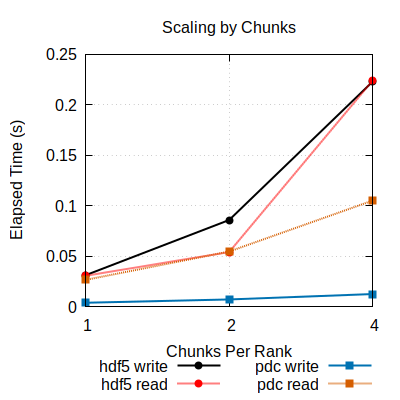 Scaling by Chunks
0.25
0.2
0.15
0.1
0.05
0
Elapsed Time (s)
1 2 4
Chunks Per Rank
hdf5 write pdc write
hdf5 read pdc read